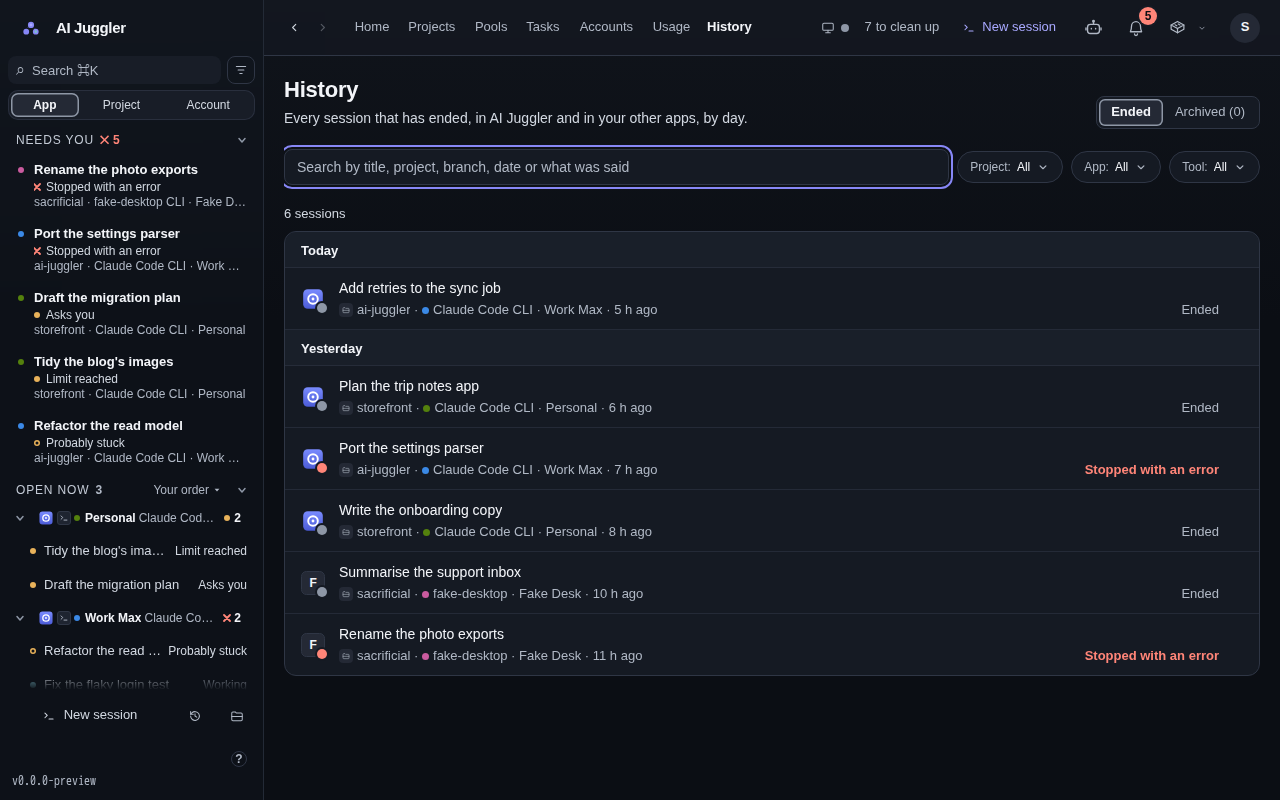 AI Juggler
Search ⌘K
App Project Account
NEEDS YOU 5
Rename the photo exports
Stopped with an error
sacrificial · fake-desktop CLI · Fake D…
Port the settings parser
Stopped with an error
ai-juggler · Claude Code CLI · Work …
Draft the migration plan
Asks you
storefront · Claude Code CLI · Personal
Tidy the blog's images
Limit reached
storefront · Claude Code CLI · Personal
Refactor the read model
Probably stuck
ai-juggler · Claude Code CLI · Work …
OPEN NOW 3 Your order
Personal Claude Cod… 2
Tidy the blog's ima… Limit reached
Draft the migration plan Asks you
Work Max Claude Co… 2
Refactor the read … Probably stuck
Fix the flaky login test Working
New session
?
v0.0.0-preview
Home Projects Pools Tasks Accounts Usage History
7 to clean up New session 5 S
History
Every session that has ended, in AI Juggler and in your other apps, by day.
Ended Archived (0)
Search by title, project, branch, date or what was said
Project: All App: All Tool: All
6 sessions
Today
Add retries to the sync job
ai-juggler · Claude Code CLI · Work Max · 5 h ago Ended
Yesterday
Plan the trip notes app
storefront · Claude Code CLI · Personal · 6 h ago Ended
Port the settings parser
ai-juggler · Claude Code CLI · Work Max · 7 h ago Stopped with an error
Write the onboarding copy
storefront · Claude Code CLI · Personal · 8 h ago Ended
F
Summarise the support inbox
sacrificial · fake-desktop · Fake Desk · 10 h ago Ended
F
Rename the photo exports
sacrificial · fake-desktop · Fake Desk · 11 h ago Stopped with an error